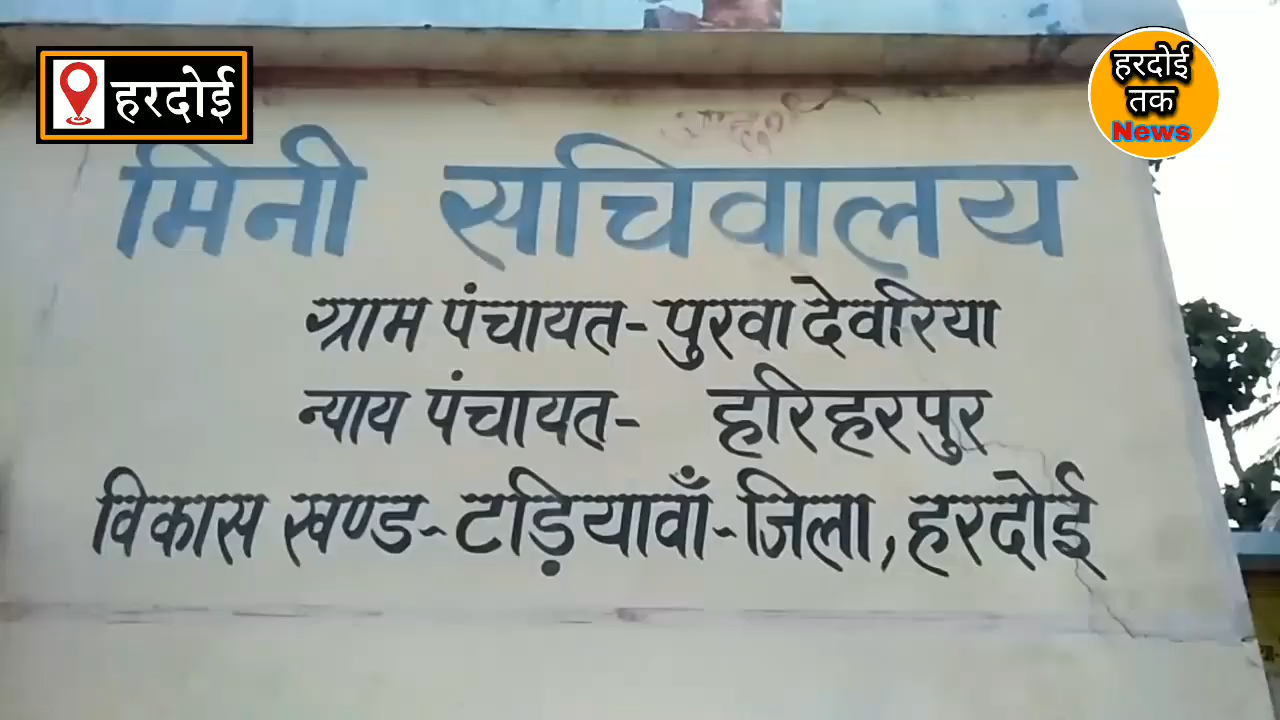 हरदोई
हरदोई
तक
News
मिनी सचिवालय
ग्राम पंचायत- पुरवा देवरिया
न्याय पंचायत- हरिहरपुर
विकास खण्ड-टड़ियावाँ-जिला, हरदोई